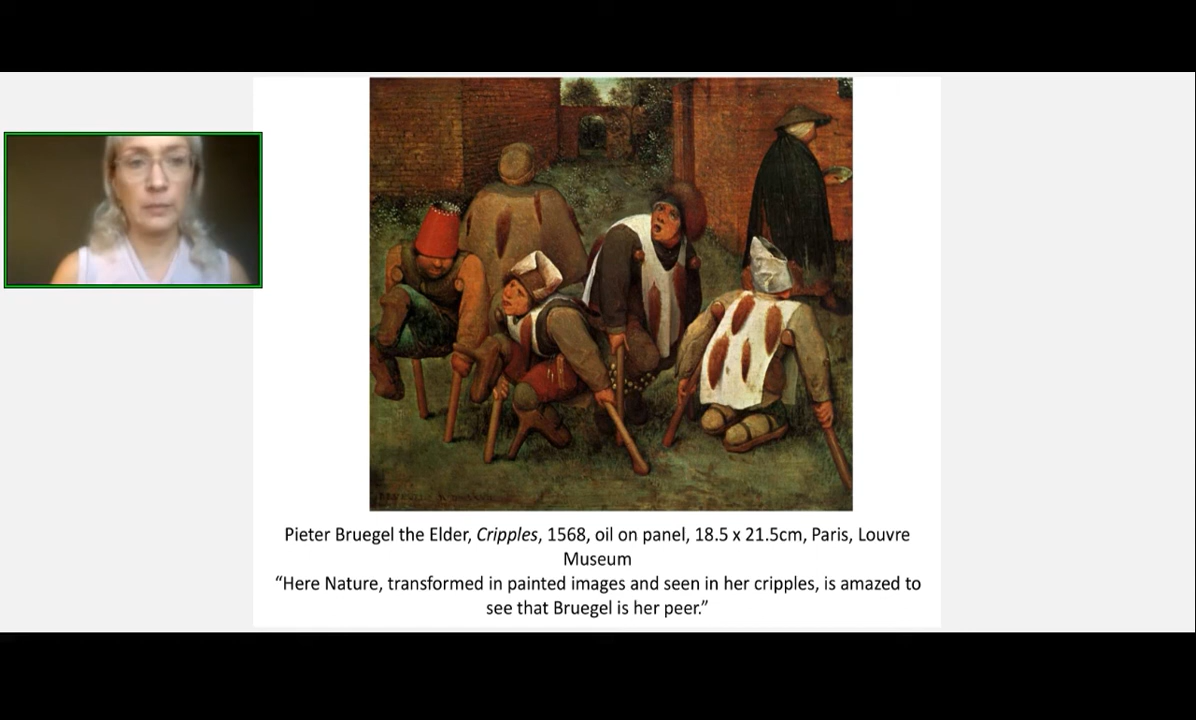 Pieter Bruegel the Elder, Cripples, 1568, oil on panel, 18.5 x 21.5cm, Paris, Louvre
Museum
“Here Nature, transformed in painted images and seen in her cripples, is amazed to
see that Bruegel is her peer.”